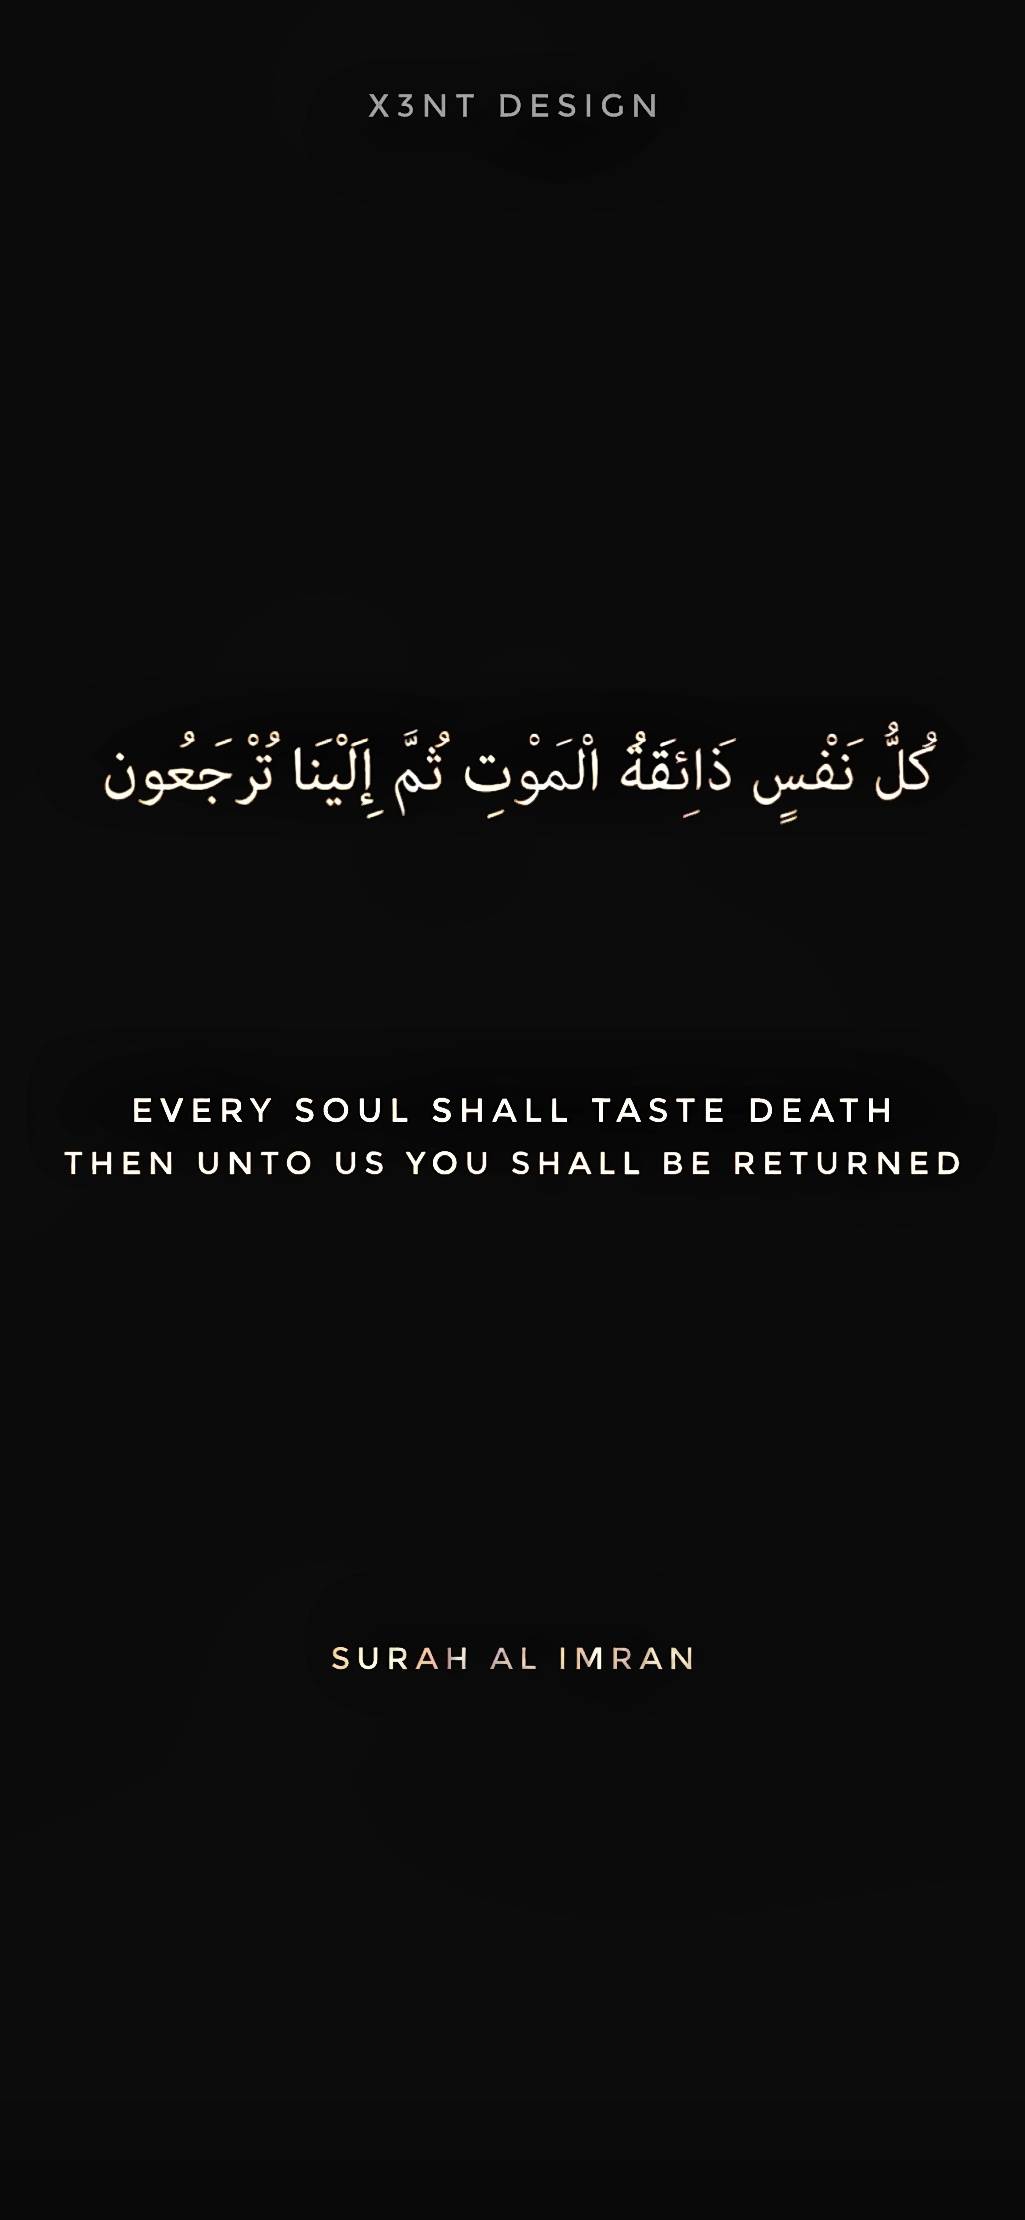 X3NT DESIGN
كُلُّ نَفْسٍ ذَائِقَةُ الْمَوْتِ ثُمَّ إِلَيْنَا تُرْجَعُون
EVERY SOUL SHALL TASTE DEATH
THEN UNTO US YOU SHALL BE RETURNED
SURAH AL IMRAN